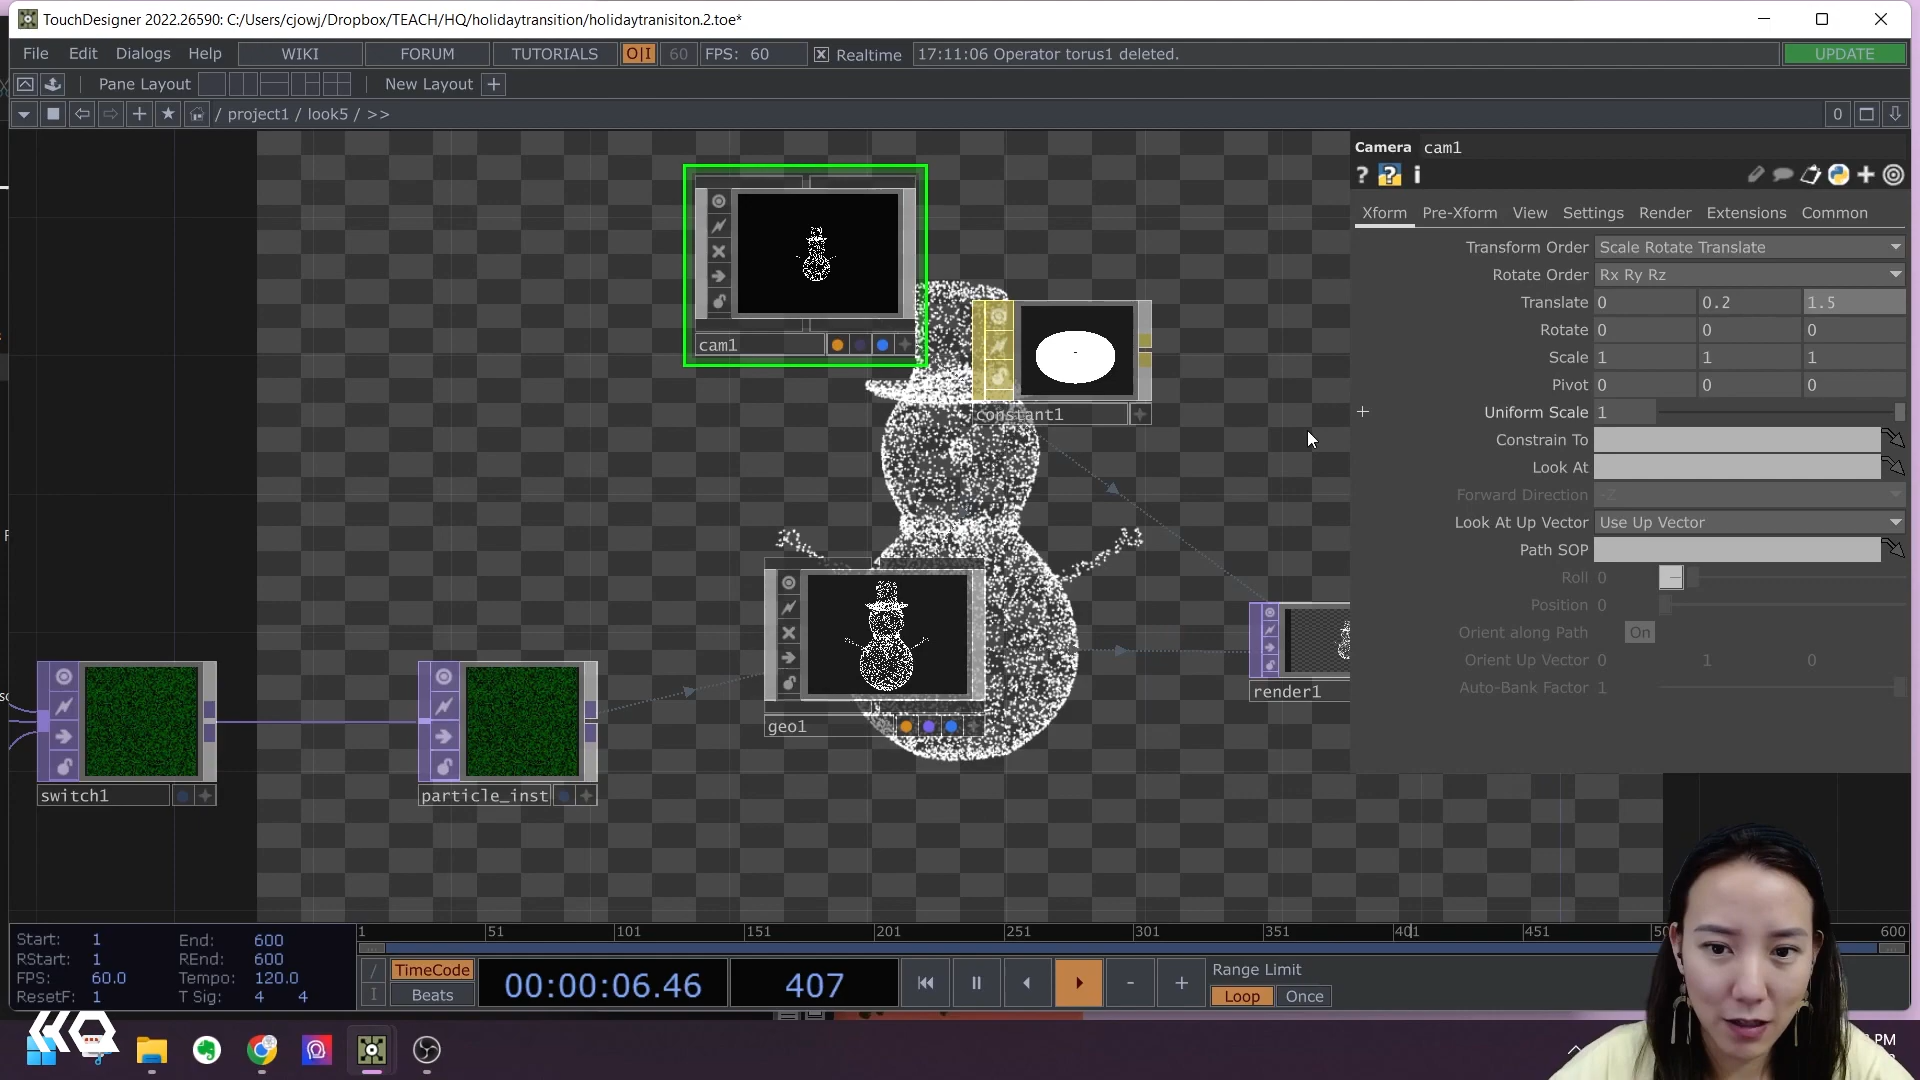 TouchDesigner 2022.26590: C:/Users/cjowj/Dropbox/TEACH/HQ/holidaytransition/holidaytranisiton.2.toe*
File Edit Dialogs Help WIKI FORUM TUTORIALS O|I 60 FPS: 60 Realtime 17:11:06 Operator torus1 deleted. UPDATE
Pane Layout New Layout +
/ project1 / look5 / >> 0
Camera cam1
Xform Pre-Xform View Settings Render Extensions Common
Transform Order Scale Rotate Translate
Rotate Order Rx Ry Rz
Translate 0 0.2 1.5
Rotate 0 0 0
Scale 1 1 1
Pivot 0 0 0
Uniform Scale 1
Constrain To
Look At
Forward Direction -Z
Look At Up Vector Use Up Vector
Path SOP
Roll 0
Position 0
Orient along Path On
Orient Up Vector 0 1 0
Auto-Bank Factor 1
cam1
constant1
geo1
render1
switch1
particle_inst
1 51 101 151 201 251 301 351 401 451 600
Start: 1 End: 600
RStart: 1 REnd: 600
FPS: 60.0 Tempo: 120.0
ResetF: 1 T Sig: 4 4
TimeCode
Beats
00:00:06.46
407
Range Limit
Loop Once
HQ
PM